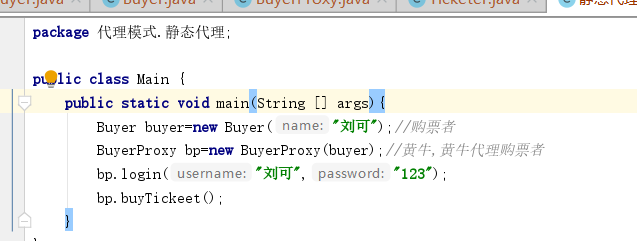 Buyer.java
BuyerProxy.java
Ticketer.java
静态代理
package 代理模式.静态代理;
public class Main {
public static void main(String [] args){
Buyer buyer=new Buyer( name: "刘可");//购票者
BuyerProxy bp=new BuyerProxy(buyer);//黄牛,黄牛代理购票者
bp.login( username: "刘可", password: "123");
bp.buyTickeet();
}
}